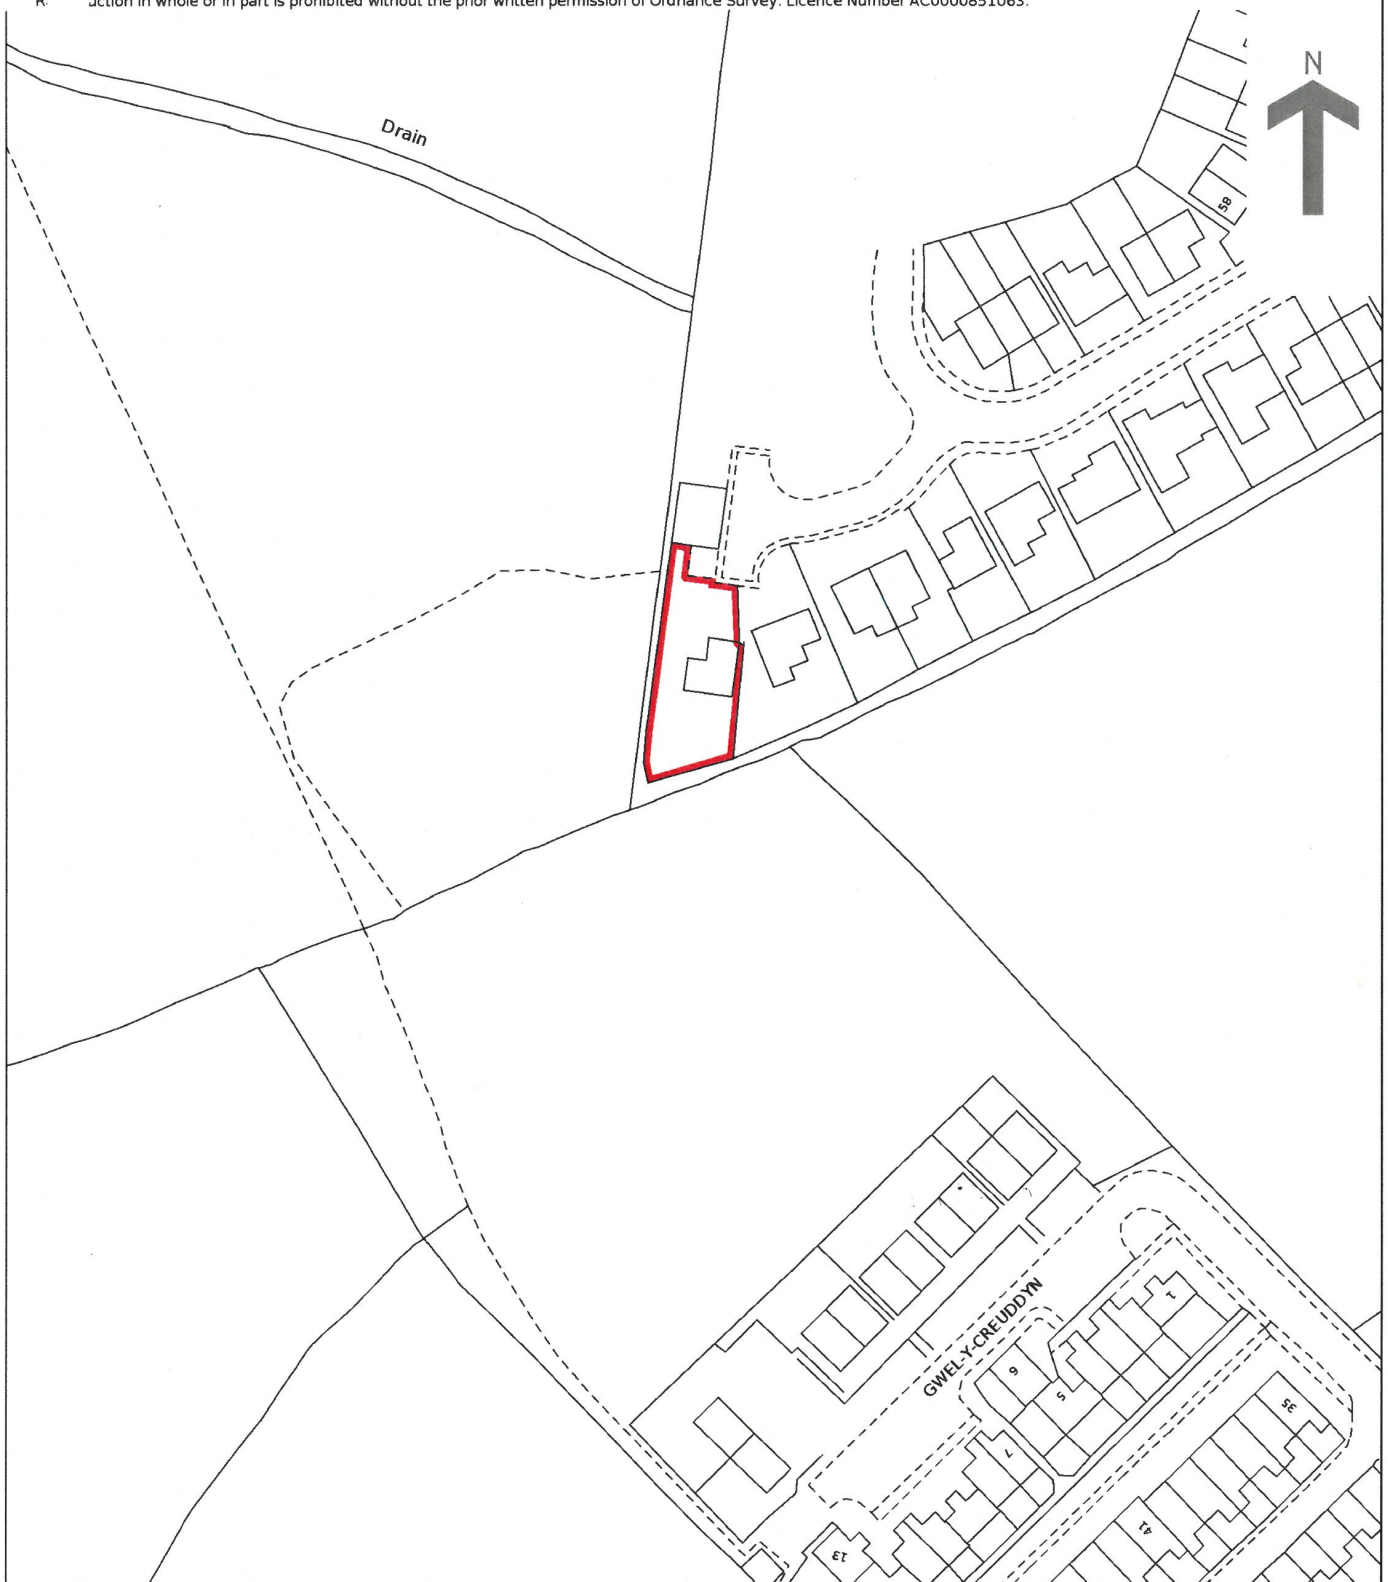 uction in whole or in part is prohibited without the prior written permission of Ordnance Survey. Licence Number AC0000851063.
N
Drain
58
GWEL-Y-CREUDDYN
1
6
5
35
7
41
13